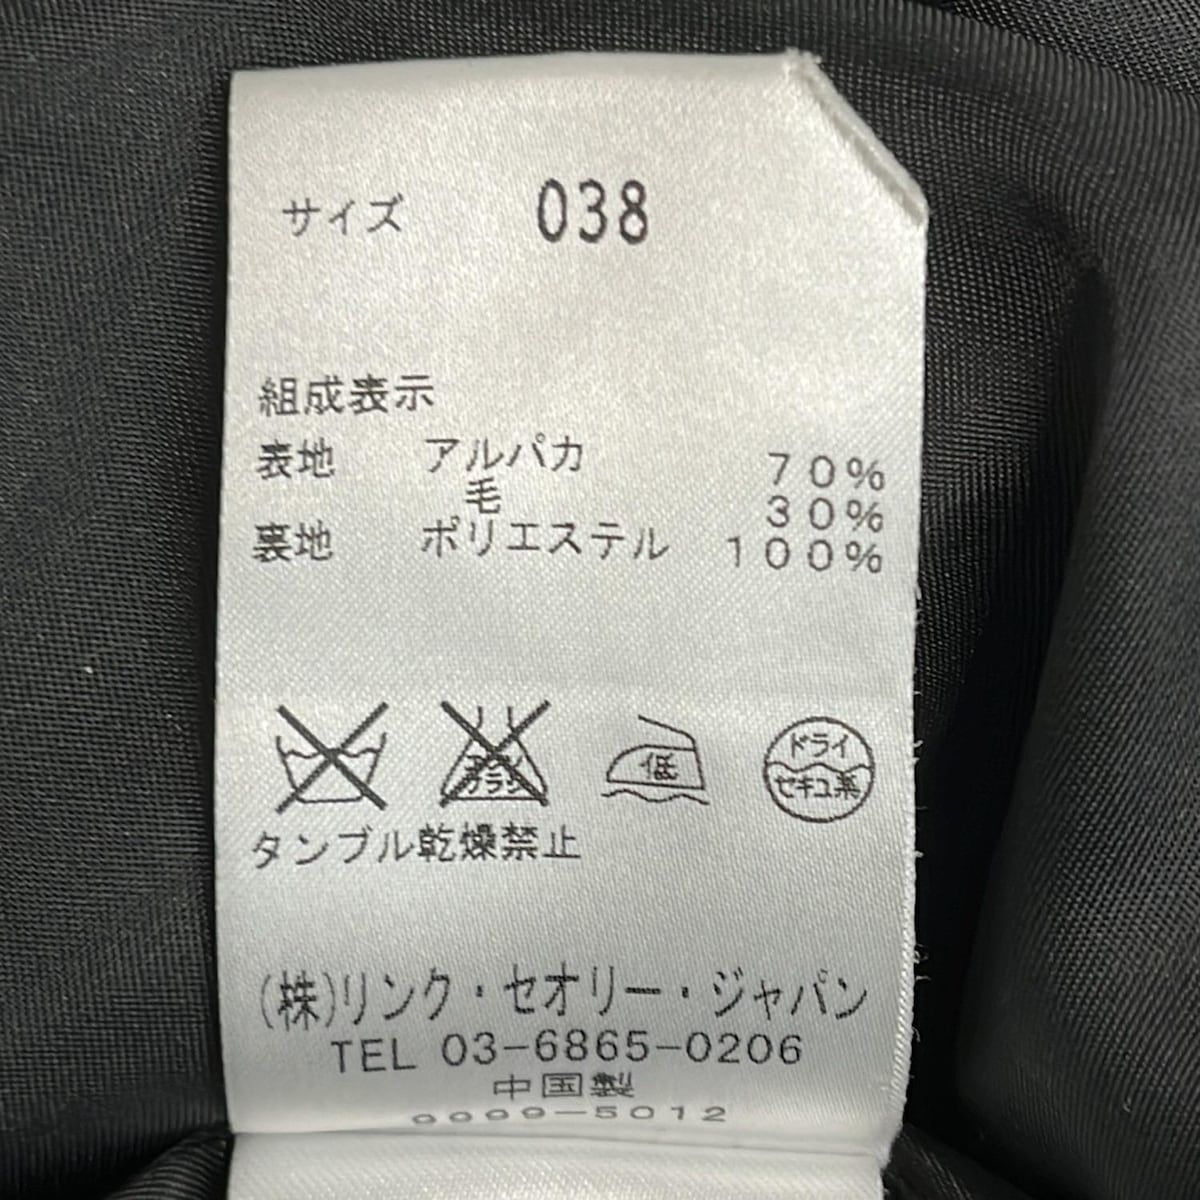 サイズ 038
組成表示
表地 アルパカ 70%
毛 30%
裏地 ポリエステル 100%
低
ドライ
セキユ系
タンブル乾燥禁止
(株)リンク・セオリー・ジャパン
TEL 03-6865-0206
中国製